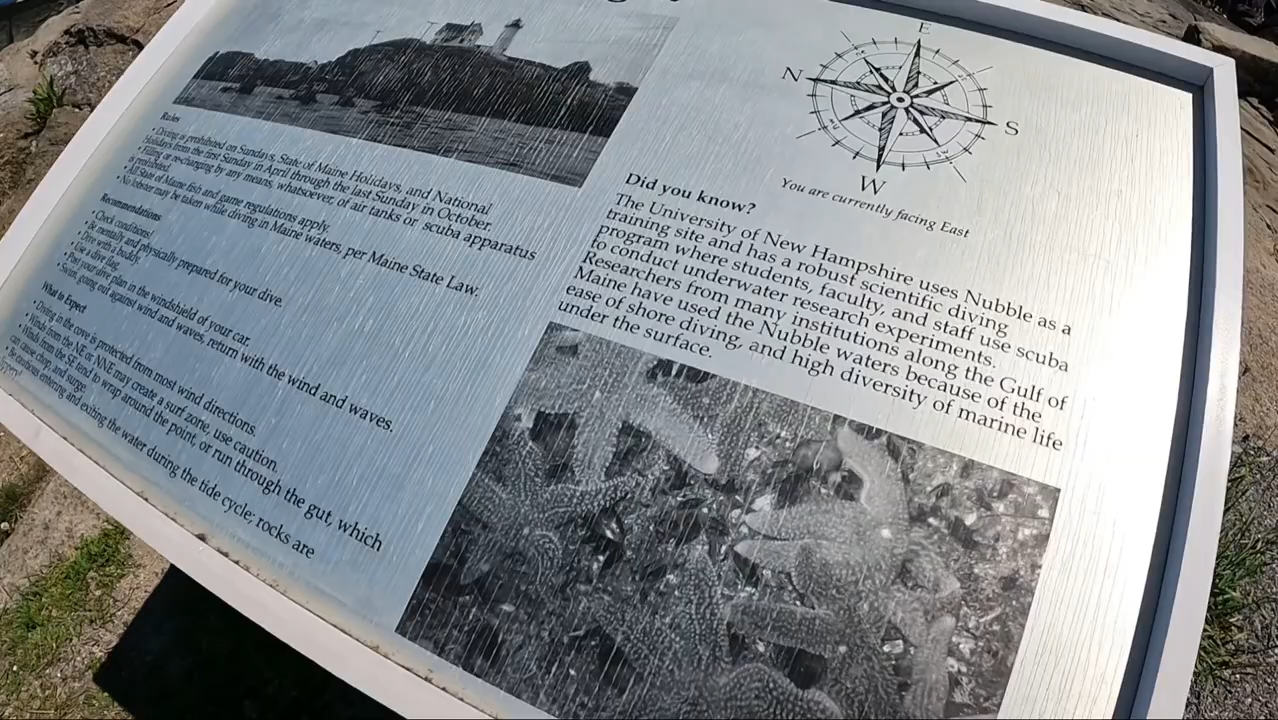 Rules
• Diving is prohibited on Sundays, State of Maine Holidays, and National
Holidays from the first Sunday in April through the last Sunday in October.
• Filling or recharging by any means, whatsoever, of air tanks or scuba apparatus
is prohibited.
• All State of Maine fish and game regulations apply.
• No lobster may be taken while diving in Maine waters, per Maine State Law.
Recommendations
• Check conditions!
• Be mentally and physically prepared for your dive.
• Dive with a buddy.
• Use a dive flag.
• Post your dive plan in the windshield of your car.
• Swim, going out against wind and waves, return with the wind and waves.
What to Expect
• Diving in the cove is protected from most wind directions.
• Winds from the NE or NNE may create a surf zone, use caution.
• Winds from the SE tend to wrap around the point, or run through the gut, which
can cause chop, and surge.
• Be cautious entering and exiting the water during the tide cycle; rocks are
E
N
S
W
You are currently facing East
Did you know?
The University of New Hampshire uses Nubble as a
training site and has a robust scientific diving
program where students, faculty, and staff use scuba
to conduct underwater research experiments.
Researchers from many institutions along the Gulf of
Maine have used the Nubble waters because of the
ease of shore diving, and high diversity of marine life
under the surface.